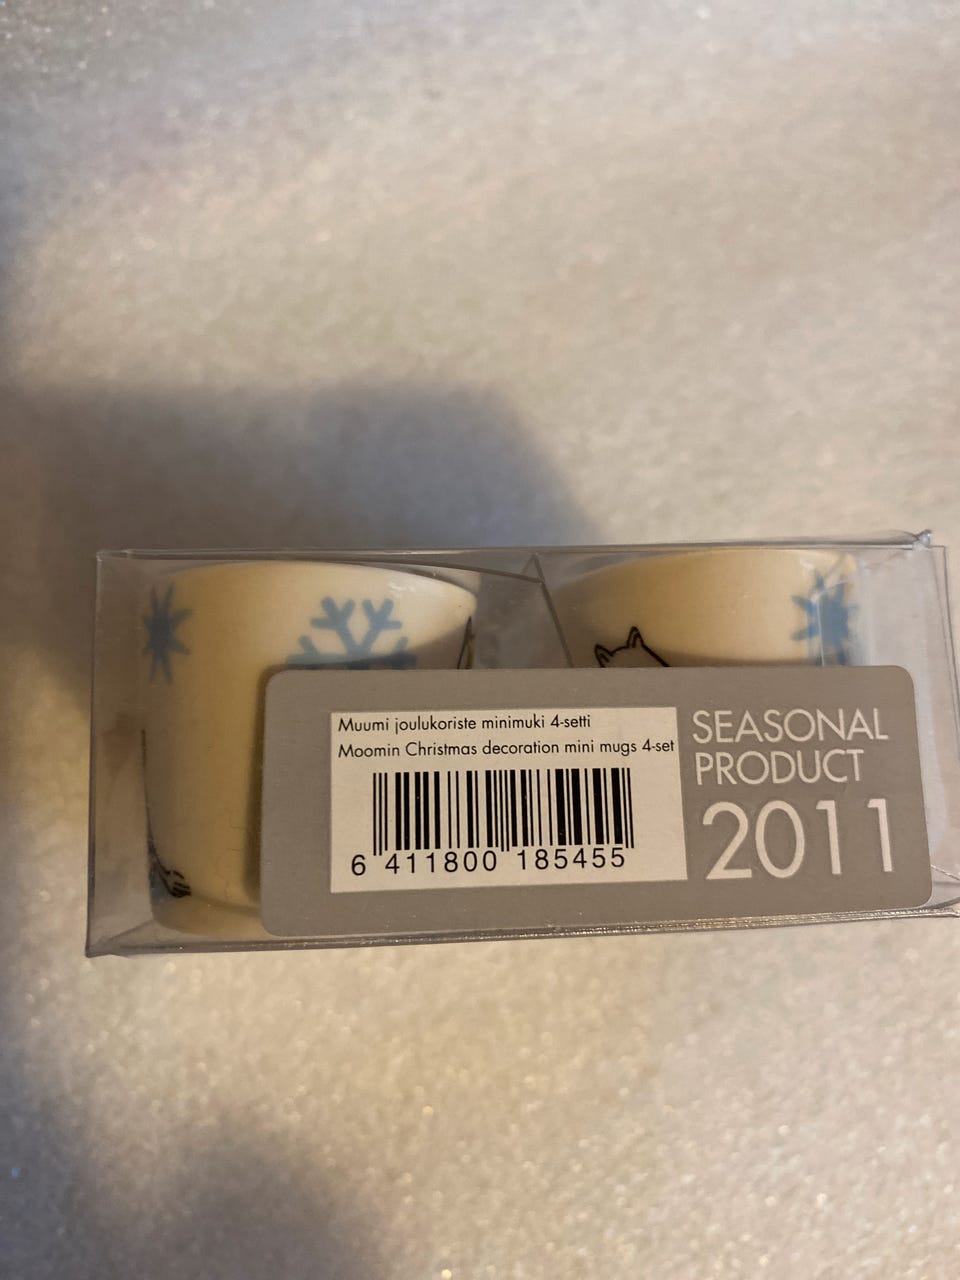 Muumi joulukoriste minimuki 4-setti
Moomin Christmas decoration mini mugs 4-set
6 411800 185455
SEASONAL
PRODUCT
2011